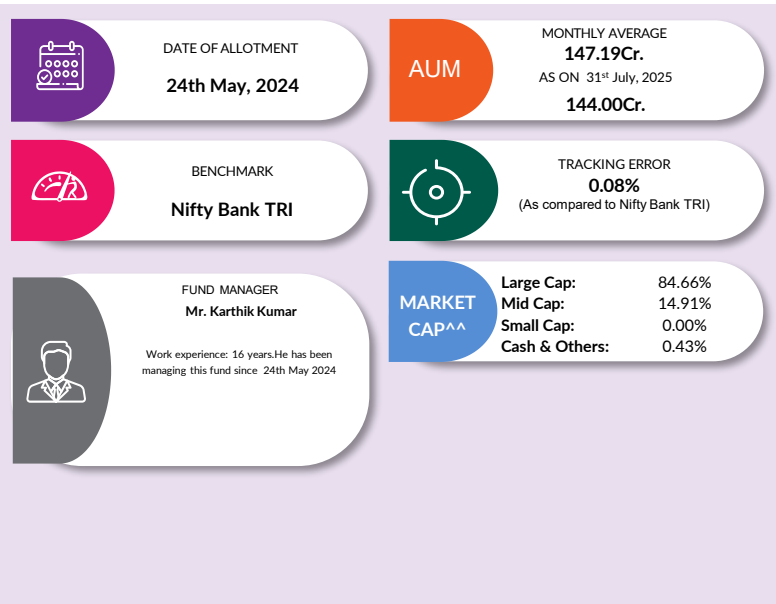 DATE OF ALLOTMENT
24th May, 2024
AUM
MONTHLY AVERAGE
147.19Cr.
AS ON 31st July, 2025
144.00Cr.
BENCHMARK
Nifty Bank TRI
TRACKING ERROR
0.08%
(As compared to Nifty Bank TRI)
FUND MANAGER
Mr. Karthik Kumar
Work experience: 16 years.He has been
managing this fund since 24th May 2024
MARKET
CAP^^
Large Cap: 84.66%
Mid Cap: 14.91%
Small Cap: 0.00%
Cash & Others: 0.43%